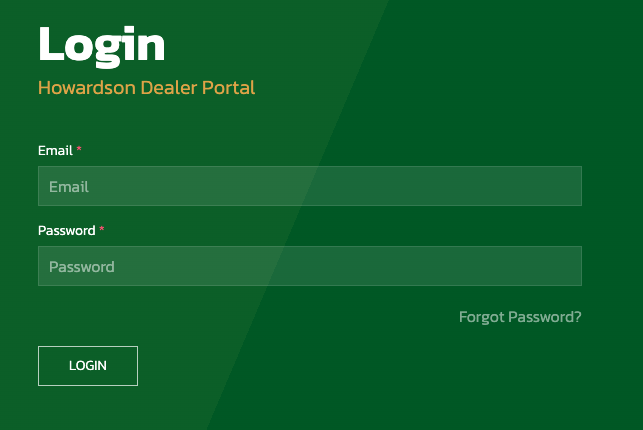 Login
Howardson Dealer Portal
Email *
Email
Password *
Password
Forgot Password?
LOGIN